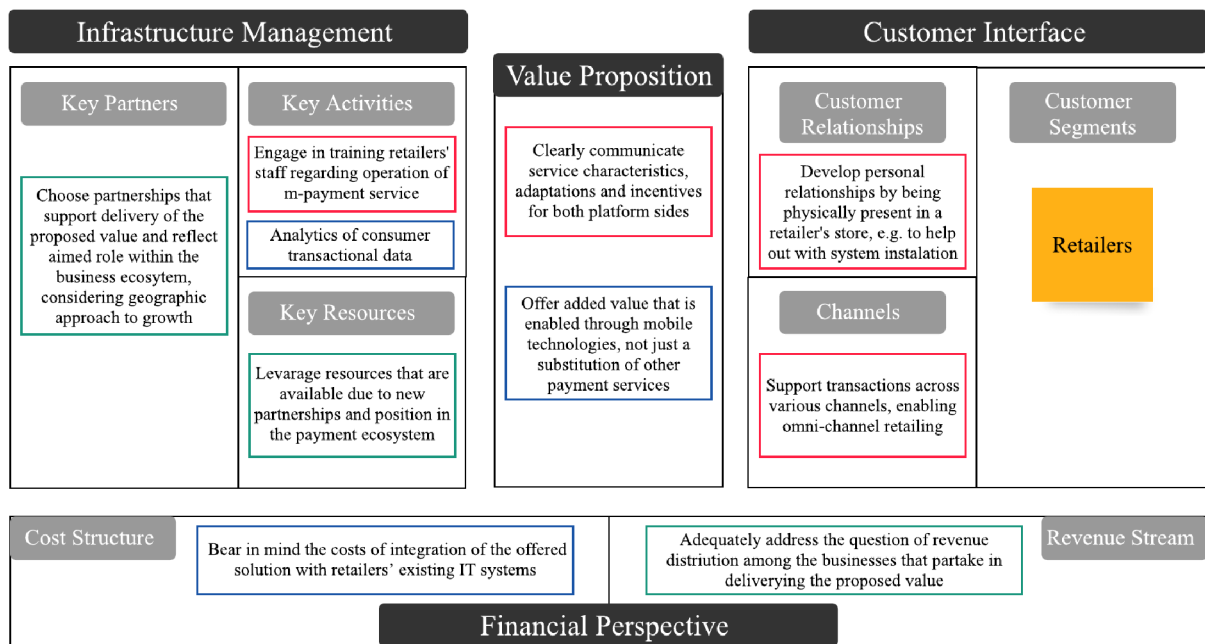 Infrastructure Management
Key Partners
Choose partnerships that
support delivery of the
proposed value and reflect
aimed role within the
business ecosytem,
considering geographic
approach to growth
Key Activities
Engage in training retailers'
staff regarding operation of
m-payment service
Analytics of consumer
transactional data
Key Resources
Levarage resources that are
available due to new
partnerships and position in
the payment ecosystem
Value Proposition
Clearly communicate
service characteristics,
adaptations and incentives
for both platform sides
Offer added value that is
enabled through mobile
technologies, not just a
substitution of other
payment services
Customer Interface
Customer
Relationships
Develop personal
relationships by being
physically present in a
retailer's store, e.g. to help
out with system instalation
Channels
Support transactions across
various channels, enabling
omni-channel retailing
Customer
Segments
Retailers
Cost Structure
Bear in mind the costs of integration of the offered
solution with retailers’ existing IT systems
Adequately address the question of revenue
distriution among the businesses that partake in
deliverying the proposed value
Revenue Stream
Financial Perspective